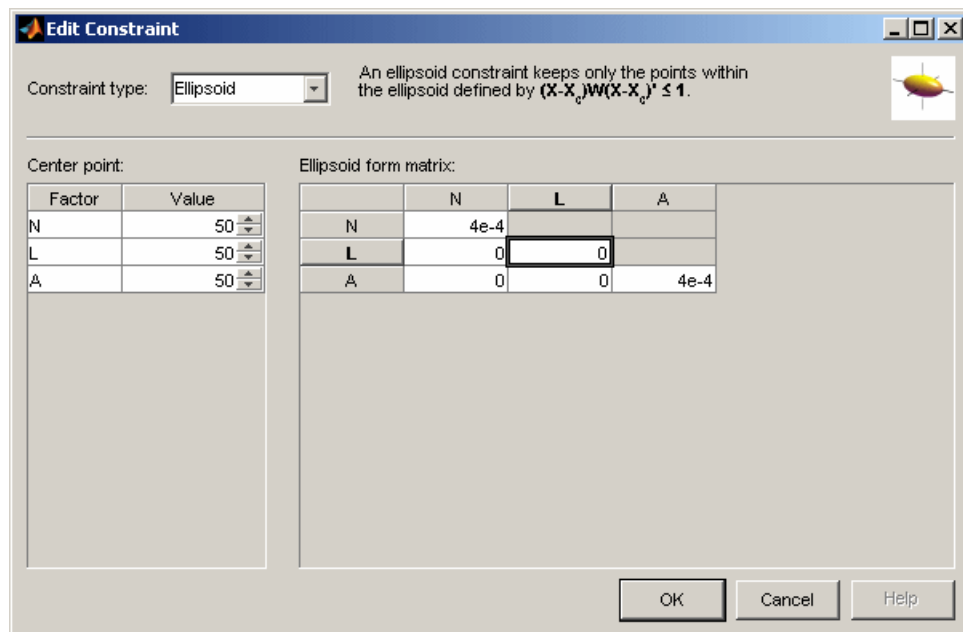 Edit Constraint
Constraint type: Ellipsoid
An ellipsoid constraint keeps only the points within
the ellipsoid defined by (X-Xc)W(X-Xc)' ≤ 1.
Center point:
Factor Value
N 50
L 50
A 50
Ellipsoid form matrix:
N L A
N 4e-4
L 0 0
A 0 0 4e-4
OK Cancel Help